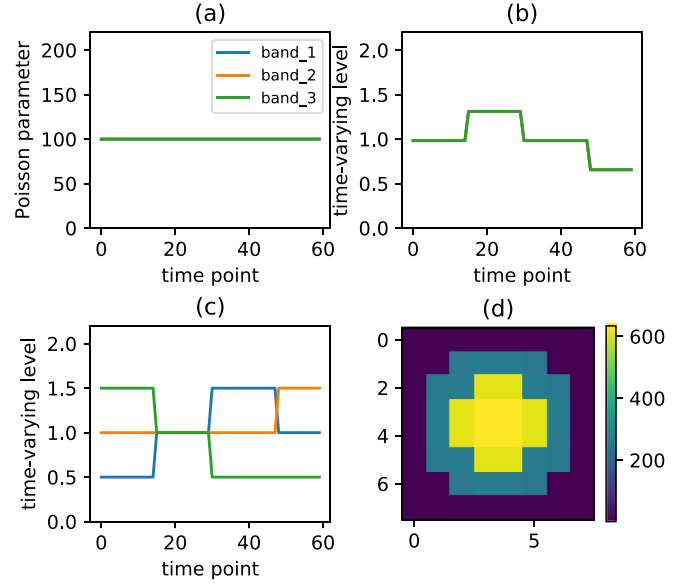 (a)
Poisson parameter
200
150
100
50
0
band_1
band_2
band_3
0 20 40 60
time point
(b)
time-varying level
2.0
1.5
1.0
0.5
0.0
0 20 40 60
time point
(c)
time-varying level
2.0
1.5
1.0
0.5
0.0
0 20 40 60
time point
(d)
0
2
4
6
0 5
600
400
200